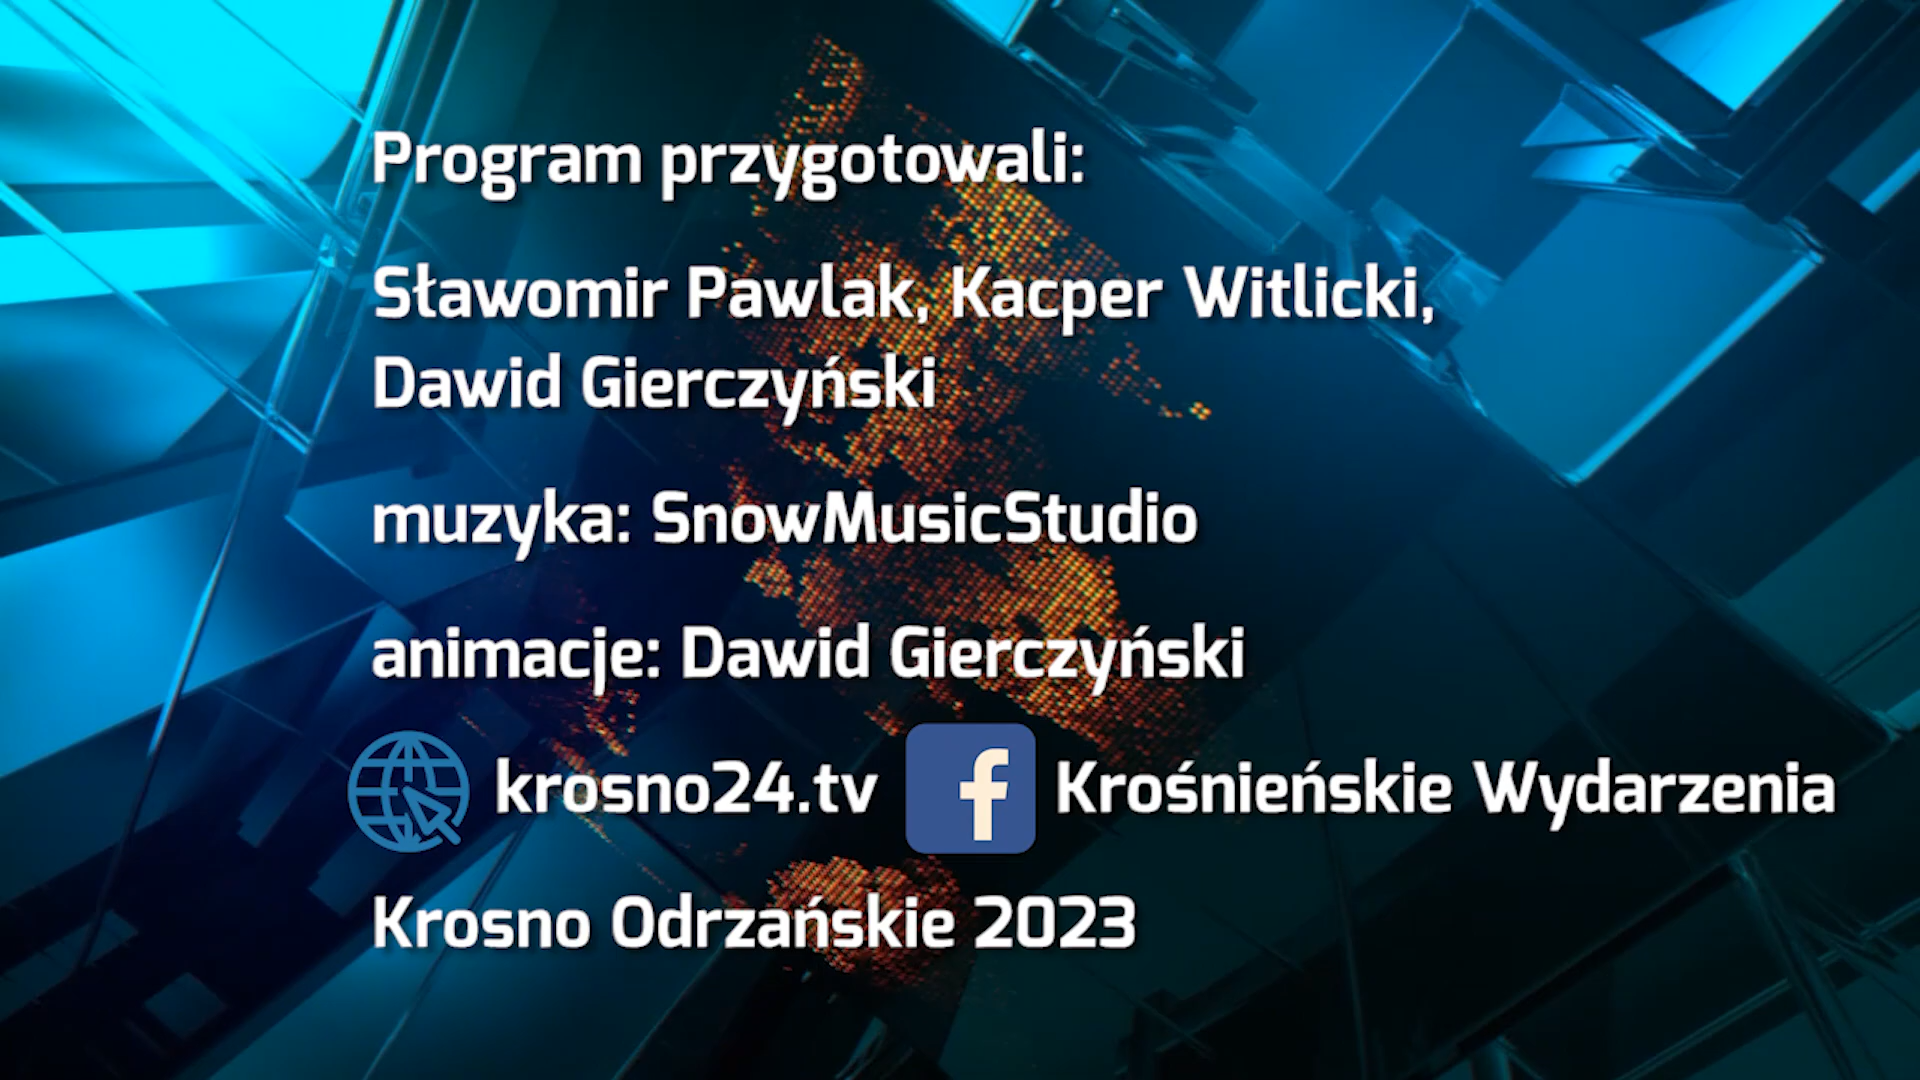 Program przygotowali:
Sławomir Pawlak, Kacper Witlicki,
Dawid Gierczyński
muzyka: SnowMusicStudio
animacje: Dawid Gierczyński
krosno24.tv f Krośnieńskie Wydarzenia
Krosno Odrzańskie 2023